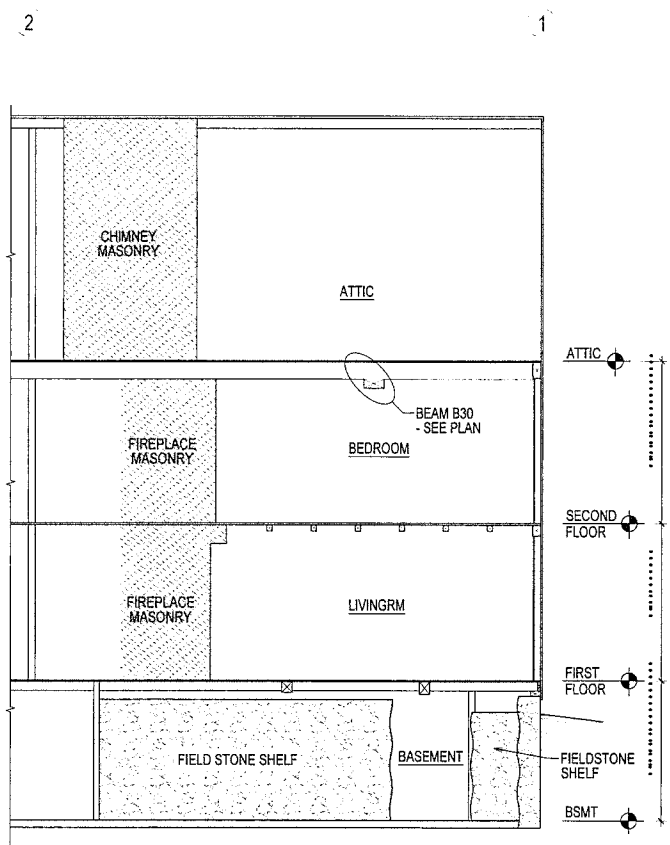 2
1
CHIMNEY
MASONRY
ATTIC
ATTIC
BEAM B30
- SEE PLAN
FIREPLACE
MASONRY
BEDROOM
SECOND
FLOOR
FIREPLACE
MASONRY
LIVINGRM
FIRST
FLOOR
FIELD STONE SHELF
BASEMENT
FIELDSTONE
SHELF
BSMT